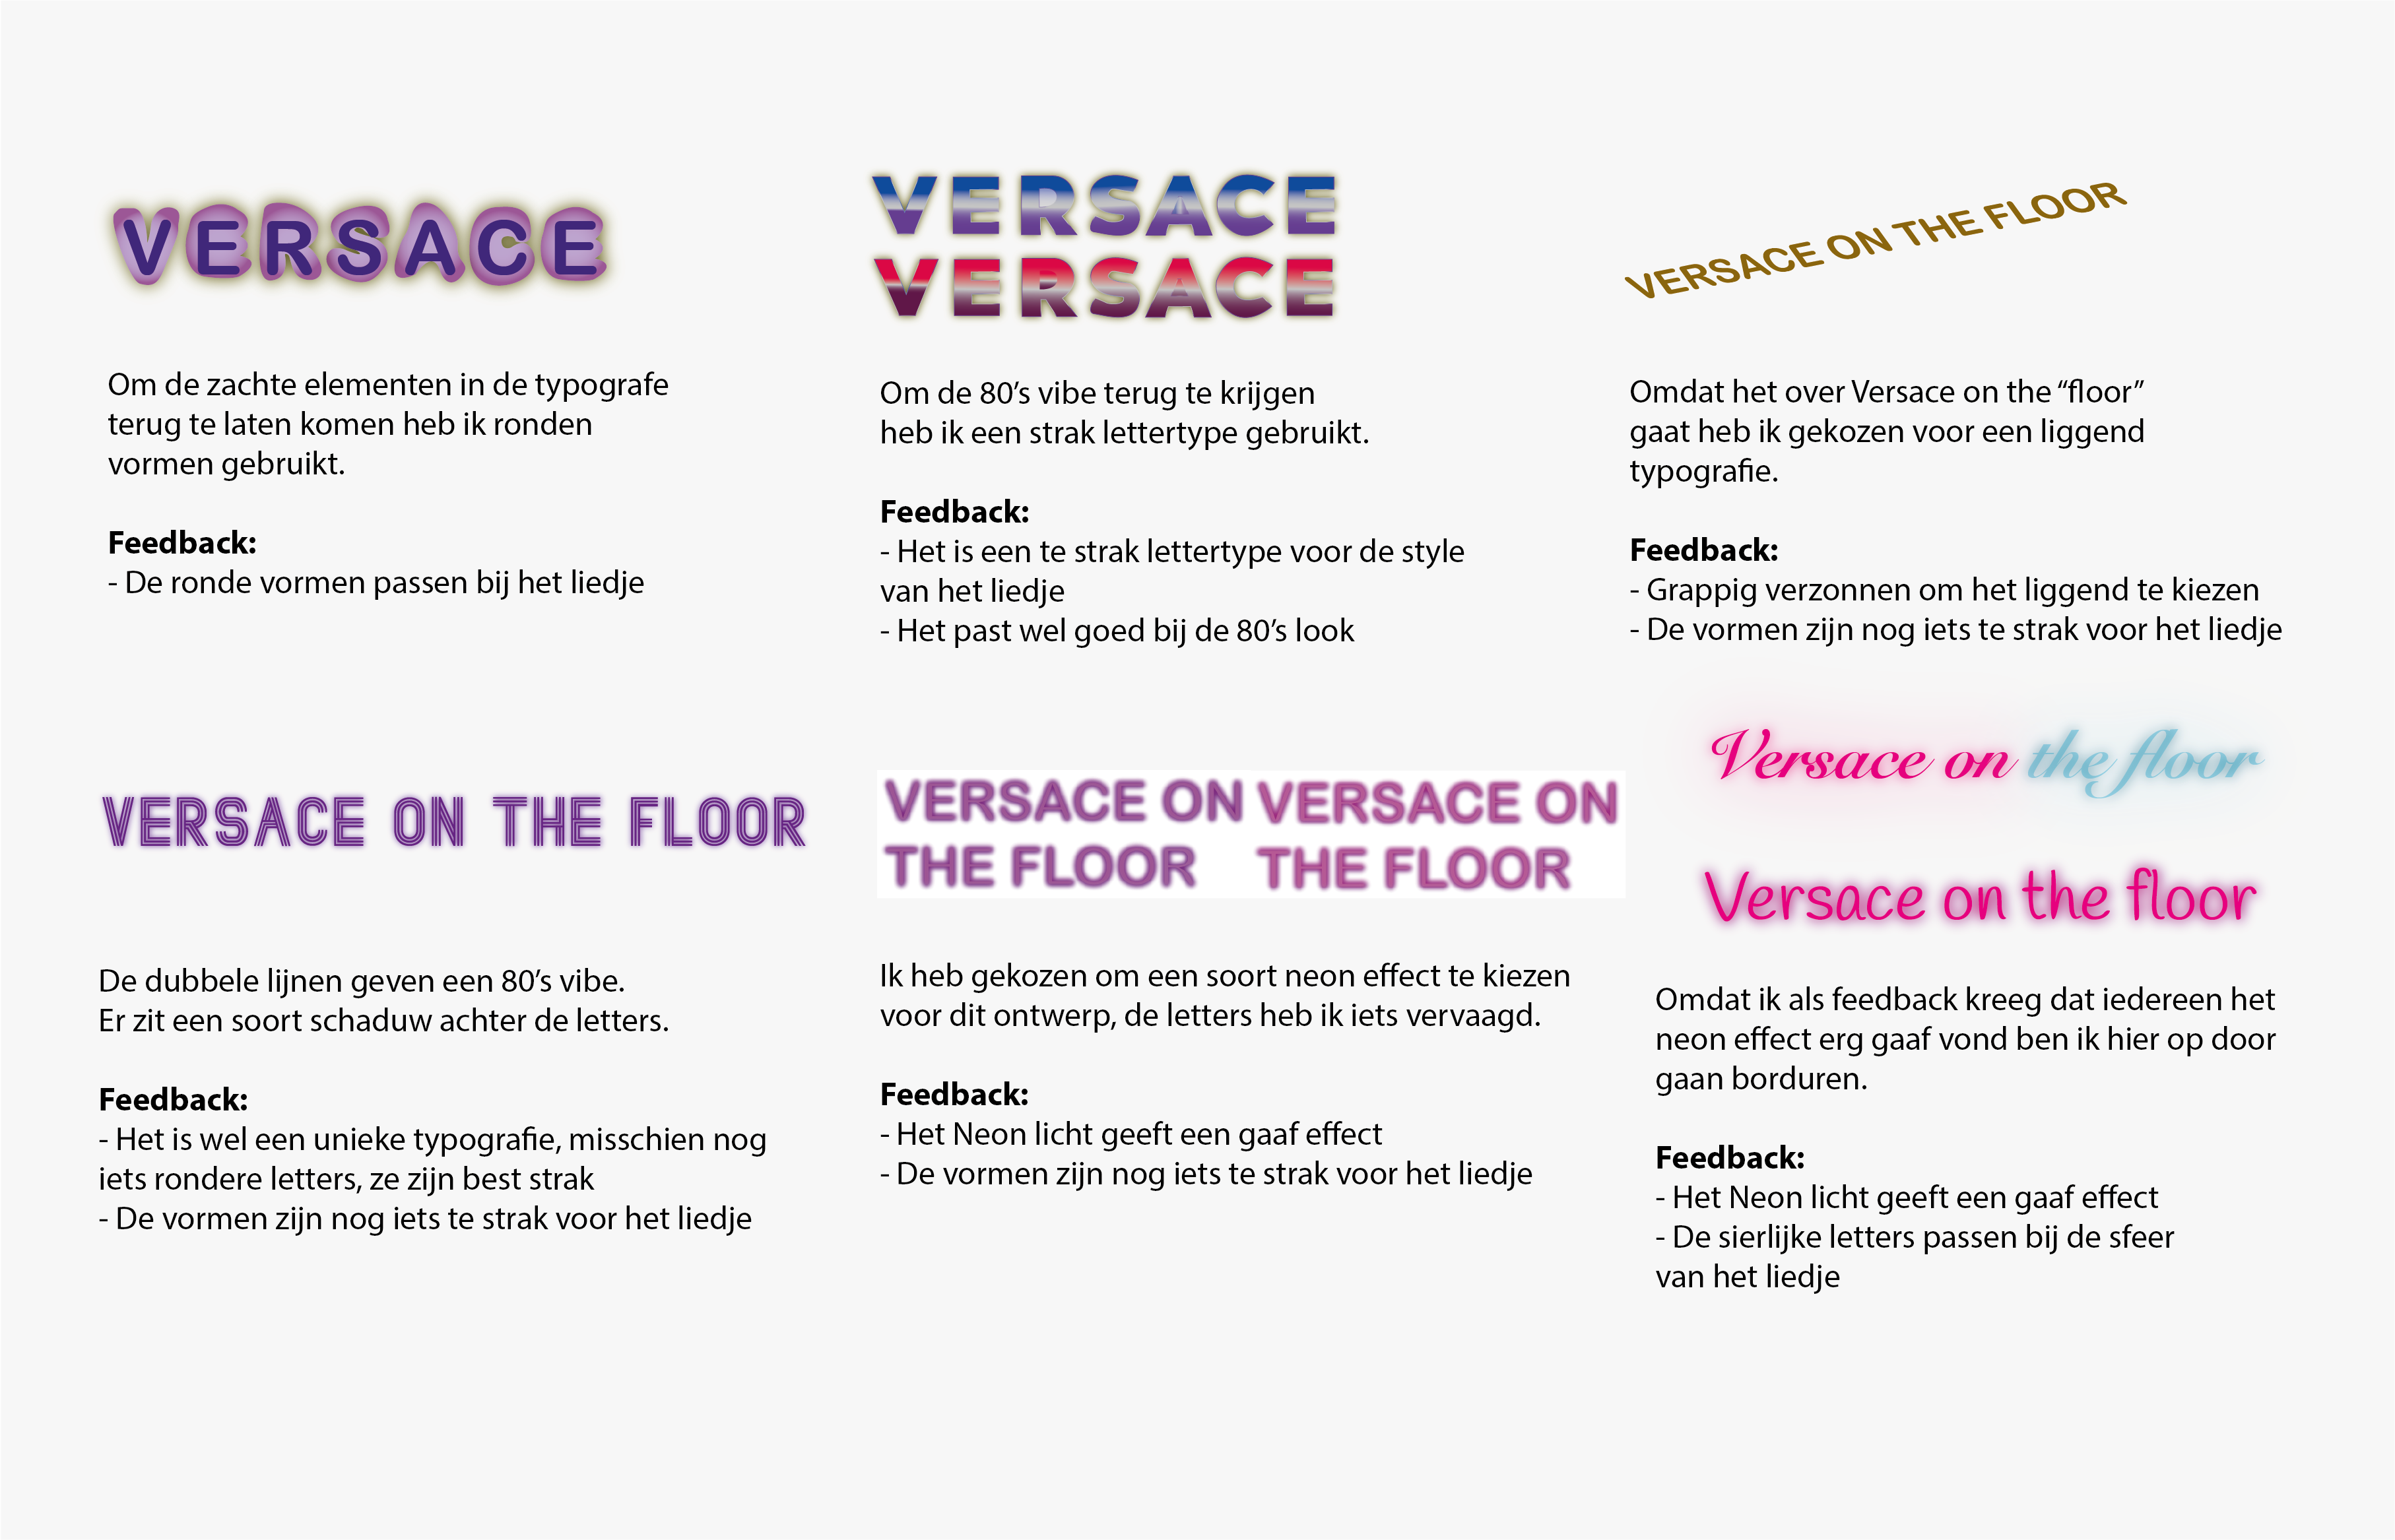 VERSACE
Om de zachte elementen in de typografe
terug te laten komen heb ik ronden
vormen gebruikt.
Feedback:
- De ronde vormen passen bij het liedje
VERSACE
VERSACE
Om de 80’s vibe terug te krijgen
heb ik een strak lettertype gebruikt.
Feedback:
- Het is een te strak lettertype voor de style
van het liedje
- Het past wel goed bij de 80’s look
VERSACE ON THE FLOOR
Omdat het over Versace on the “floor”
gaat heb ik gekozen voor een liggend
typografie.
Feedback:
- Grappig verzonnen om het liggend te kiezen
- De vormen zijn nog iets te strak voor het liedje
VERSACE ON THE FLOOR
De dubbele lijnen geven een 80’s vibe.
Er zit een soort schaduw achter de letters.
Feedback:
- Het is wel een unieke typografie, misschien nog
iets rondere letters, ze zijn best strak
- De vormen zijn nog iets te strak voor het liedje
VERSACE ON
THE FLOOR
VERSACE ON
THE FLOOR
Ik heb gekozen om een soort neon effect te kiezen
voor dit ontwerp, de letters heb ik iets vervaagd.
Feedback:
- Het Neon licht geeft een gaaf effect
- De vormen zijn nog iets te strak voor het liedje
Versace on the floor
Versace on the floor
Omdat ik als feedback kreeg dat iedereen het
neon effect erg gaaf vond ben ik hier op door
gaan borduren.
Feedback:
- Het Neon licht geeft een gaaf effect
- De sierlijke letters passen bij de sfeer
van het liedje